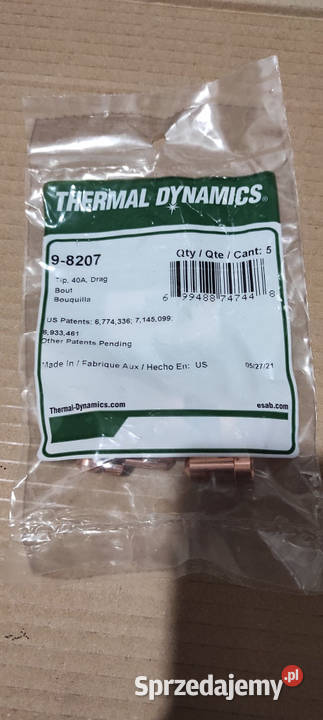 THERMAL DYNAMICS®
9-8207 Qty / Qte / Cant: 5
Tip, 40A, Drag
Bout
Bouquilla
6 99488 74744 8
US Patents: 6,774,336; 7,145,099;
6,933,461
Other Patents Pending
Made In / Fabrique Aux / Hecho En: US 05/27/21
Thermal-Dynamics.com esab.com
Sprzedajemy.pl